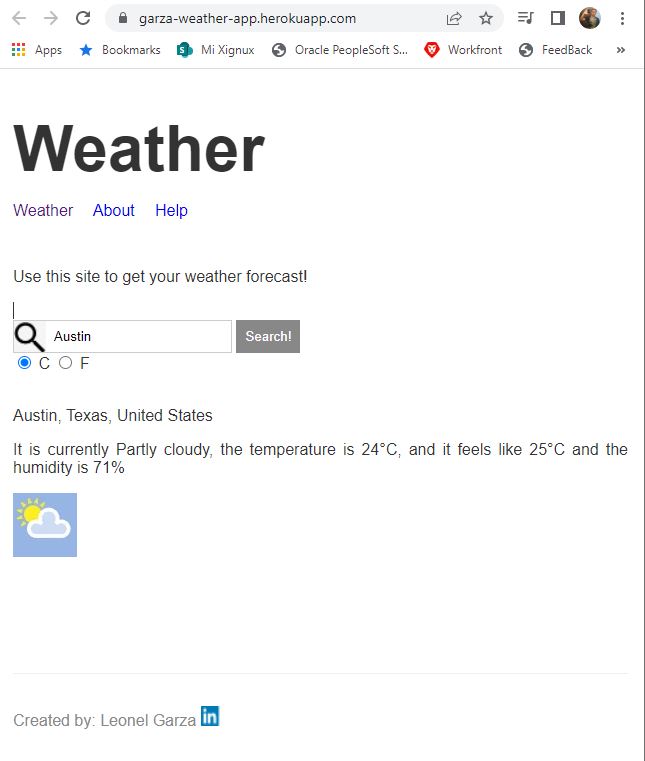 garza-weather-app.herokuapp.com
Apps Bookmarks Mi Xignux Oracle PeopleSoft S... Workfront FeedBack »
Weather
Weather About Help
Use this site to get your weather forecast!
Austin Search!
C F
Austin, Texas, United States
It is currently Partly cloudy, the temperature is 24°C, and it feels like 25°C and the
humidity is 71%
Created by: Leonel Garza in